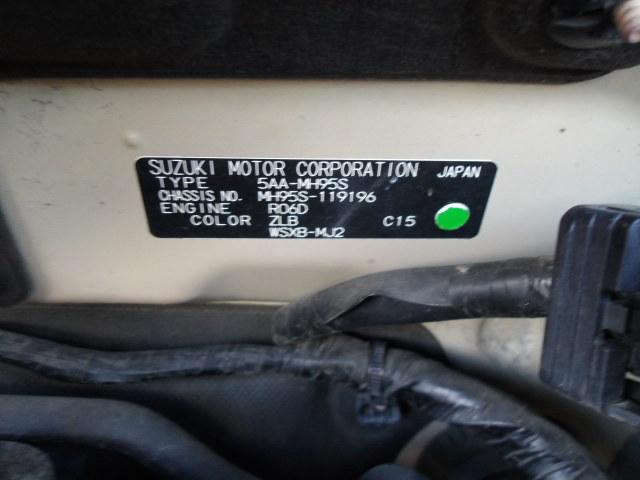 SUZUKI MOTOR CORPORATION JAPAN
TYPE 5AA-MH95S
CHASSIS NO. MH95S-119196
ENGINE R06D
COLOR ZLB C15
WSXB-MJ2